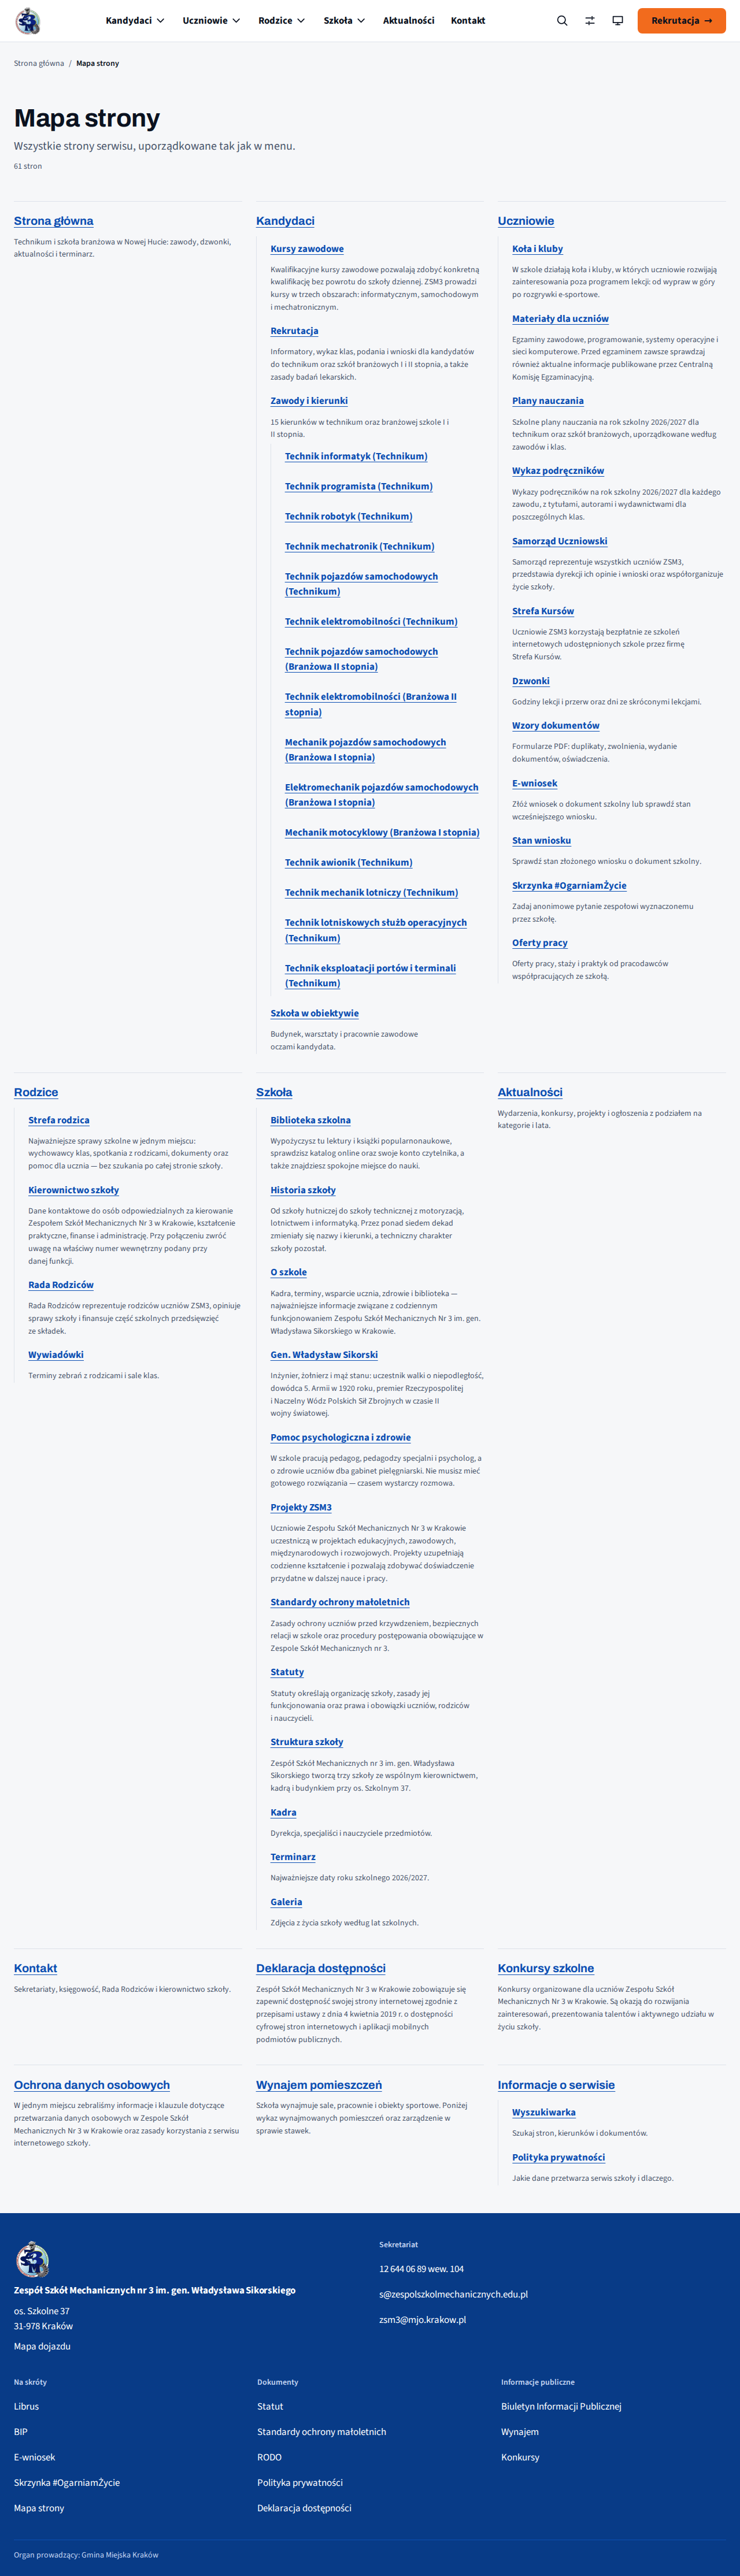 Kandydaci
Uczniowie
Rodzice
Szkoła
Aktualności
Kontakt
Rekrutacja →
Strona główna / Mapa strony
Mapa strony
Wszystkie strony serwisu, uporządkowane tak jak w menu.
61 stron
Strona główna
Technikum i szkoła branżowa w Nowej Hucie: zawody, dzwonki,
aktualności i terminarz.
Kandydaci
Kursy zawodowe
Kwalifikacyjne kursy zawodowe pozwalają zdobyć konkretną
kwalifikację bez powrotu do szkoły dziennej. ZSM3 prowadzi
kursy w trzech obszarach: informatycznym, samochodowym
i mechatronicznym.
Rekrutacja
Informatory, wykaz klas, podania i wnioski dla kandydatów
do technikum oraz szkół branżowych I i II stopnia, a także
zasady badań lekarskich.
Zawody i kierunki
15 kierunków w technikum oraz branżowej szkole I i
II stopnia.
Technik informatyk (Technikum)
Technik programista (Technikum)
Technik robotyk (Technikum)
Technik mechatronik (Technikum)
Technik pojazdów samochodowych
(Technikum)
Technik elektromobilności (Technikum)
Technik pojazdów samochodowych
(Branżowa II stopnia)
Technik elektromobilności (Branżowa II
stopnia)
Mechanik pojazdów samochodowych
(Branżowa I stopnia)
Elektromechanik pojazdów samochodowych
(Branżowa I stopnia)
Mechanik motocyklowy (Branżowa I stopnia)
Technik awionik (Technikum)
Technik mechanik lotniczy (Technikum)
Technik lotniskowych służb operacyjnych
(Technikum)
Technik eksploatacji portów i terminali
(Technikum)
Szkoła w obiektywie
Budynek, warsztaty i pracownie zawodowe
oczami kandydata.
Uczniowie
Koła i kluby
W szkole działają koła i kluby, w których uczniowie rozwijają
zainteresowania poza programem lekcji: od wypraw w góry
po rozgrywki e-sportowe.
Materiały dla uczniów
Egzaminy zawodowe, programowanie, systemy operacyjne i
sieci komputerowe. Przed egzaminem zawsze sprawdzaj
również aktualne informacje publikowane przez Centralną
Komisję Egzaminacyjną.
Plany nauczania
Szkolne plany nauczania na rok szkolny 2026/2027 dla
technikum oraz szkół branżowych, uporządkowane według
zawodów i klas.
Wykaz podręczników
Wykazy podręczników na rok szkolny 2026/2027 dla każdego
zawodu, z tytułami, autorami i wydawnictwami dla
poszczególnych klas.
Samorząd Uczniowski
Samorząd reprezentuje wszystkich uczniów ZSM3,
przedstawia dyrekcji ich opinie i wnioski oraz współorganizuje
życie szkoły.
Strefa Kursów
Uczniowie ZSM3 korzystają bezpłatnie ze szkoleń
internetowych udostępnionych szkole przez firmę
Strefa Kursów.
Dzwonki
Godziny lekcji i przerw oraz dni ze skróconymi lekcjami.
Wzory dokumentów
Formularze PDF: duplikaty, zwolnienia, wydanie
dokumentów, oświadczenia.
E-wniosek
Złóż wniosek o dokument szkolny lub sprawdź stan
wcześniejszego wniosku.
Stan wniosku
Sprawdź stan złożonego wniosku o dokument szkolny.
Skrzynka #OgarniamŻycie
Zadaj anonimowe pytanie zespołowi wyznaczonemu
przez szkołę.
Oferty pracy
Oferty pracy, staży i praktyk od pracodawców
współpracujących ze szkołą.
Rodzice
Strefa rodzica
Najważniejsze sprawy szkolne w jednym miejscu:
wychowawcy klas, spotkania z rodzicami, dokumenty oraz
pomoc dla ucznia — bez szukania po całej stronie szkoły.
Kierownictwo szkoły
Dane kontaktowe do osób odpowiedzialnych za kierowanie
Zespołem Szkół Mechanicznych Nr 3 w Krakowie, kształcenie
praktyczne, finanse i administrację. Przy połączeniu zwróć
uwagę na właściwy numer wewnętrzny podany przy
danej funkcji.
Rada Rodziców
Rada Rodziców reprezentuje rodziców uczniów ZSM3, opiniuje
sprawy szkoły i finansuje część szkolnych przedsięwzięć
ze składek.
Wywiadówki
Terminy zebrań z rodzicami i sale klas.
Szkoła
Biblioteka szkolna
Wypożyczysz tu lektury i książki popularnonaukowe,
sprawdzisz katalog online oraz swoje konto czytelnika, a
także znajdziesz spokojne miejsce do nauki.
Historia szkoły
Od szkoły hutniczej do szkoły technicznej z motoryzacją,
lotnictwem i informatyką. Przez ponad siedem dekad
zmieniały się nazwy i kierunki, a techniczny charakter
szkoły pozostał.
O szkole
Kadra, terminy, wsparcie ucznia, zdrowie i biblioteka —
najważniejsze informacje związane z codziennym
funkcjonowaniem Zespołu Szkół Mechanicznych Nr 3 im. gen.
Władysława Sikorskiego w Krakowie.
Gen. Władysław Sikorski
Inżynier, żołnierz i mąż stanu: uczestnik walki o niepodległość,
dowódca 5. Armii w 1920 roku, premier Rzeczypospolitej
i Naczelny Wódz Polskich Sił Zbrojnych w czasie II
wojny światowej.
Pomoc psychologiczna i zdrowie
W szkole pracują pedagog, pedagodzy specjalni i psycholog, a
o zdrowie uczniów dba gabinet pielęgniarski. Nie musisz mieć
gotowego rozwiązania — czasem wystarczy rozmowa.
Projekty ZSM3
Uczniowie Zespołu Szkół Mechanicznych Nr 3 w Krakowie
uczestniczą w projektach edukacyjnych, zawodowych,
międzynarodowych i rozwojowych. Projekty uzupełniają
codzienne kształcenie i pozwalają zdobywać doświadczenie
przydatne w dalszej nauce i pracy.
Standardy ochrony małoletnich
Zasady ochrony uczniów przed krzywdzeniem, bezpiecznych
relacji w szkole oraz procedury postępowania obowiązujące w
Zespole Szkół Mechanicznych nr 3.
Statuty
Statuty określają organizację szkoły, zasady jej
funkcjonowania oraz prawa i obowiązki uczniów, rodziców
i nauczycieli.
Struktura szkoły
Zespół Szkół Mechanicznych nr 3 im. gen. Władysława
Sikorskiego tworzą trzy szkoły ze wspólnym kierownictwem,
kadrą i budynkiem przy os. Szkolnym 37.
Kadra
Dyrekcja, specjaliści i nauczyciele przedmiotów.
Terminarz
Najważniejsze daty roku szkolnego 2026/2027.
Galeria
Zdjęcia z życia szkoły według lat szkolnych.
Aktualności
Wydarzenia, konkursy, projekty i ogłoszenia z podziałem na
kategorie i lata.
Kontakt
Sekretariaty, księgowość, Rada Rodziców i kierownictwo szkoły.
Deklaracja dostępności
Zespół Szkół Mechanicznych Nr 3 w Krakowie zobowiązuje się
zapewnić dostępność swojej strony internetowej zgodnie z
przepisami ustawy z dnia 4 kwietnia 2019 r. o dostępności
cyfrowej stron internetowych i aplikacji mobilnych
podmiotów publicznych.
Konkursy szkolne
Konkursy organizowane dla uczniów Zespołu Szkół
Mechanicznych Nr 3 w Krakowie. Są okazją do rozwijania
zainteresowań, prezentowania talentów i aktywnego udziału w
życiu szkoły.
Ochrona danych osobowych
W jednym miejscu zebraliśmy informacje i klauzule dotyczące
przetwarzania danych osobowych w Zespole Szkół
Mechanicznych Nr 3 w Krakowie oraz zasady korzystania z serwisu
internetowego szkoły.
Wynajem pomieszczeń
Szkoła wynajmuje sale, pracownie i obiekty sportowe. Poniżej
wykaz wynajmowanych pomieszczeń oraz zarządzenie w
sprawie stawek.
Informacje o serwisie
Wyszukiwarka
Szukaj stron, kierunków i dokumentów.
Polityka prywatności
Jakie dane przetwarza serwis szkoły i dlaczego.
Zespół Szkół Mechanicznych nr 3 im. gen. Władysława Sikorskiego
os. Szkolne 37
31-978 Kraków
Mapa dojazdu
Sekretariat
12 644 06 89 wew. 104
s@zespolszkolmechanicznych.edu.pl
zsm3@mjo.krakow.pl
Na skróty
Librus
BIP
E-wniosek
Skrzynka #OgarniamŻycie
Mapa strony
Dokumenty
Statut
Standardy ochrony małoletnich
RODO
Polityka prywatności
Deklaracja dostępności
Informacje publiczne
Biuletyn Informacji Publicznej
Wynajem
Konkursy
Organ prowadzący: Gmina Miejska Kraków